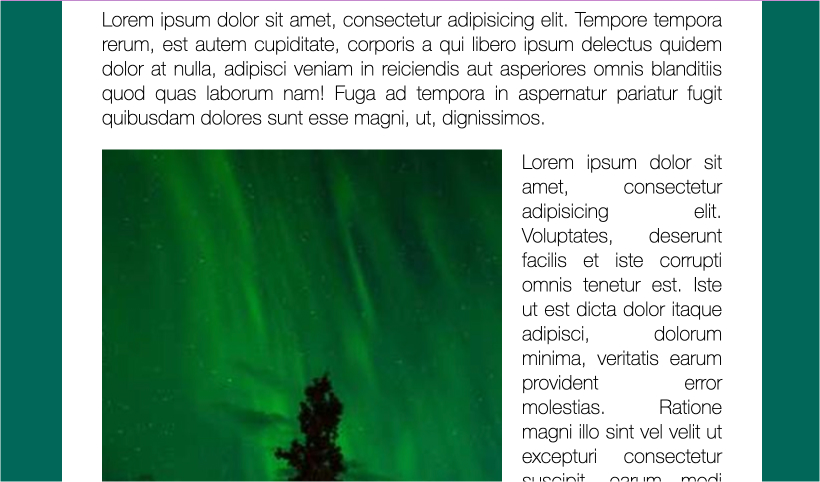 Lorem ipsum dolor sit amet, consectetur adipisicing elit. Tempore tempora
rerum, est autem cupiditate, corporis a qui libero ipsum delectus quidem
dolor at nulla, adipisci veniam in reiciendis aut asperiores omnis blanditiis
quod quas laborum nam! Fuga ad tempora in aspernatur pariatur fugit
quibusdam dolores sunt esse magni, ut, dignissimos.
Lorem ipsum dolor sit
amet, consectetur
adipisicing elit.
Voluptates, deserunt
facilis et iste corrupti
omnis tenetur est. Iste
ut est dicta dolor itaque
adipisci, dolorum
minima, veritatis earum
provident error
molestias. Ratione
magni illo sint vel velit ut
excepturi consectetur
suscipit, earum modi